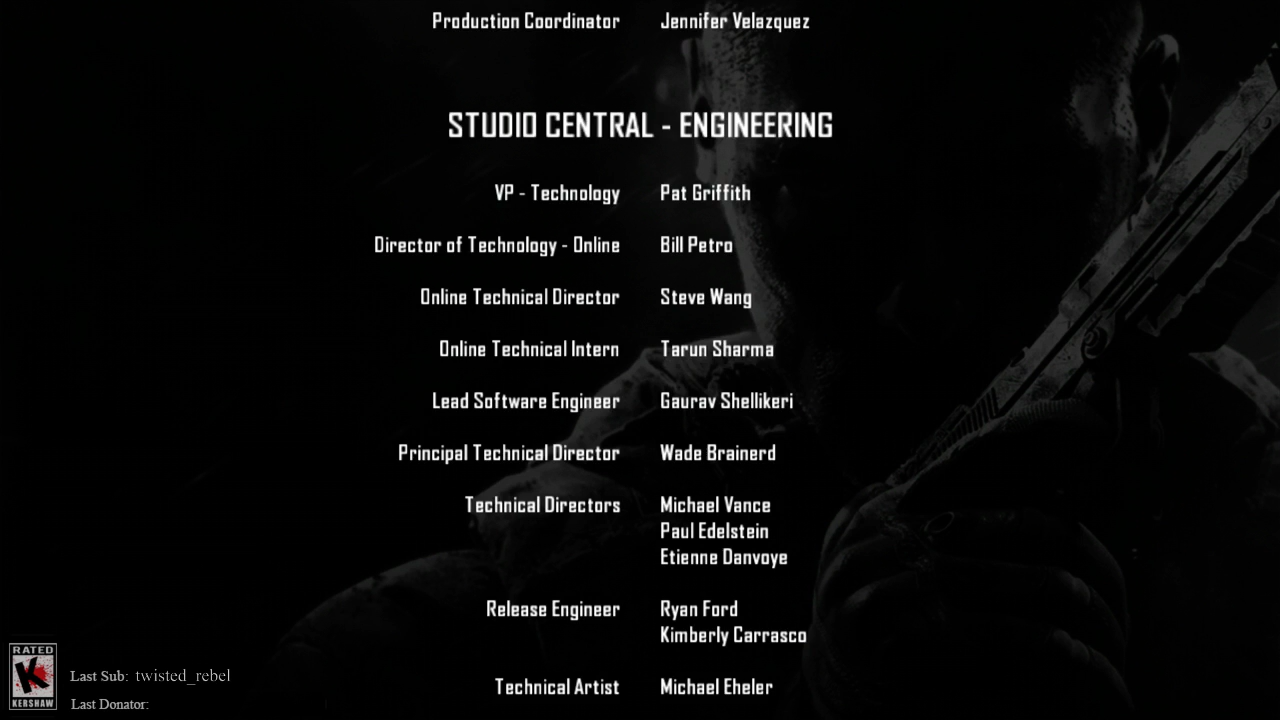 Production Coordinator Jennifer Velazquez
STUDIO CENTRAL - ENGINEERING
VP - Technology Pat Griffith
Director of Technology - Online Bill Petro
Online Technical Director Steve Wang
Online Technical Intern Tarun Sharma
Lead Software Engineer Gaurav Shellikeri
Principal Technical Director Wade Brainerd
Technical Directors Michael Vance
Paul Edelstein
Etienne Danvoye
Release Engineer Ryan Ford
Kimberly Carrasco
Technical Artist Michael Eheler
RATED
K
KERSHAW
Last Sub: twisted_rebel
Last Donator: